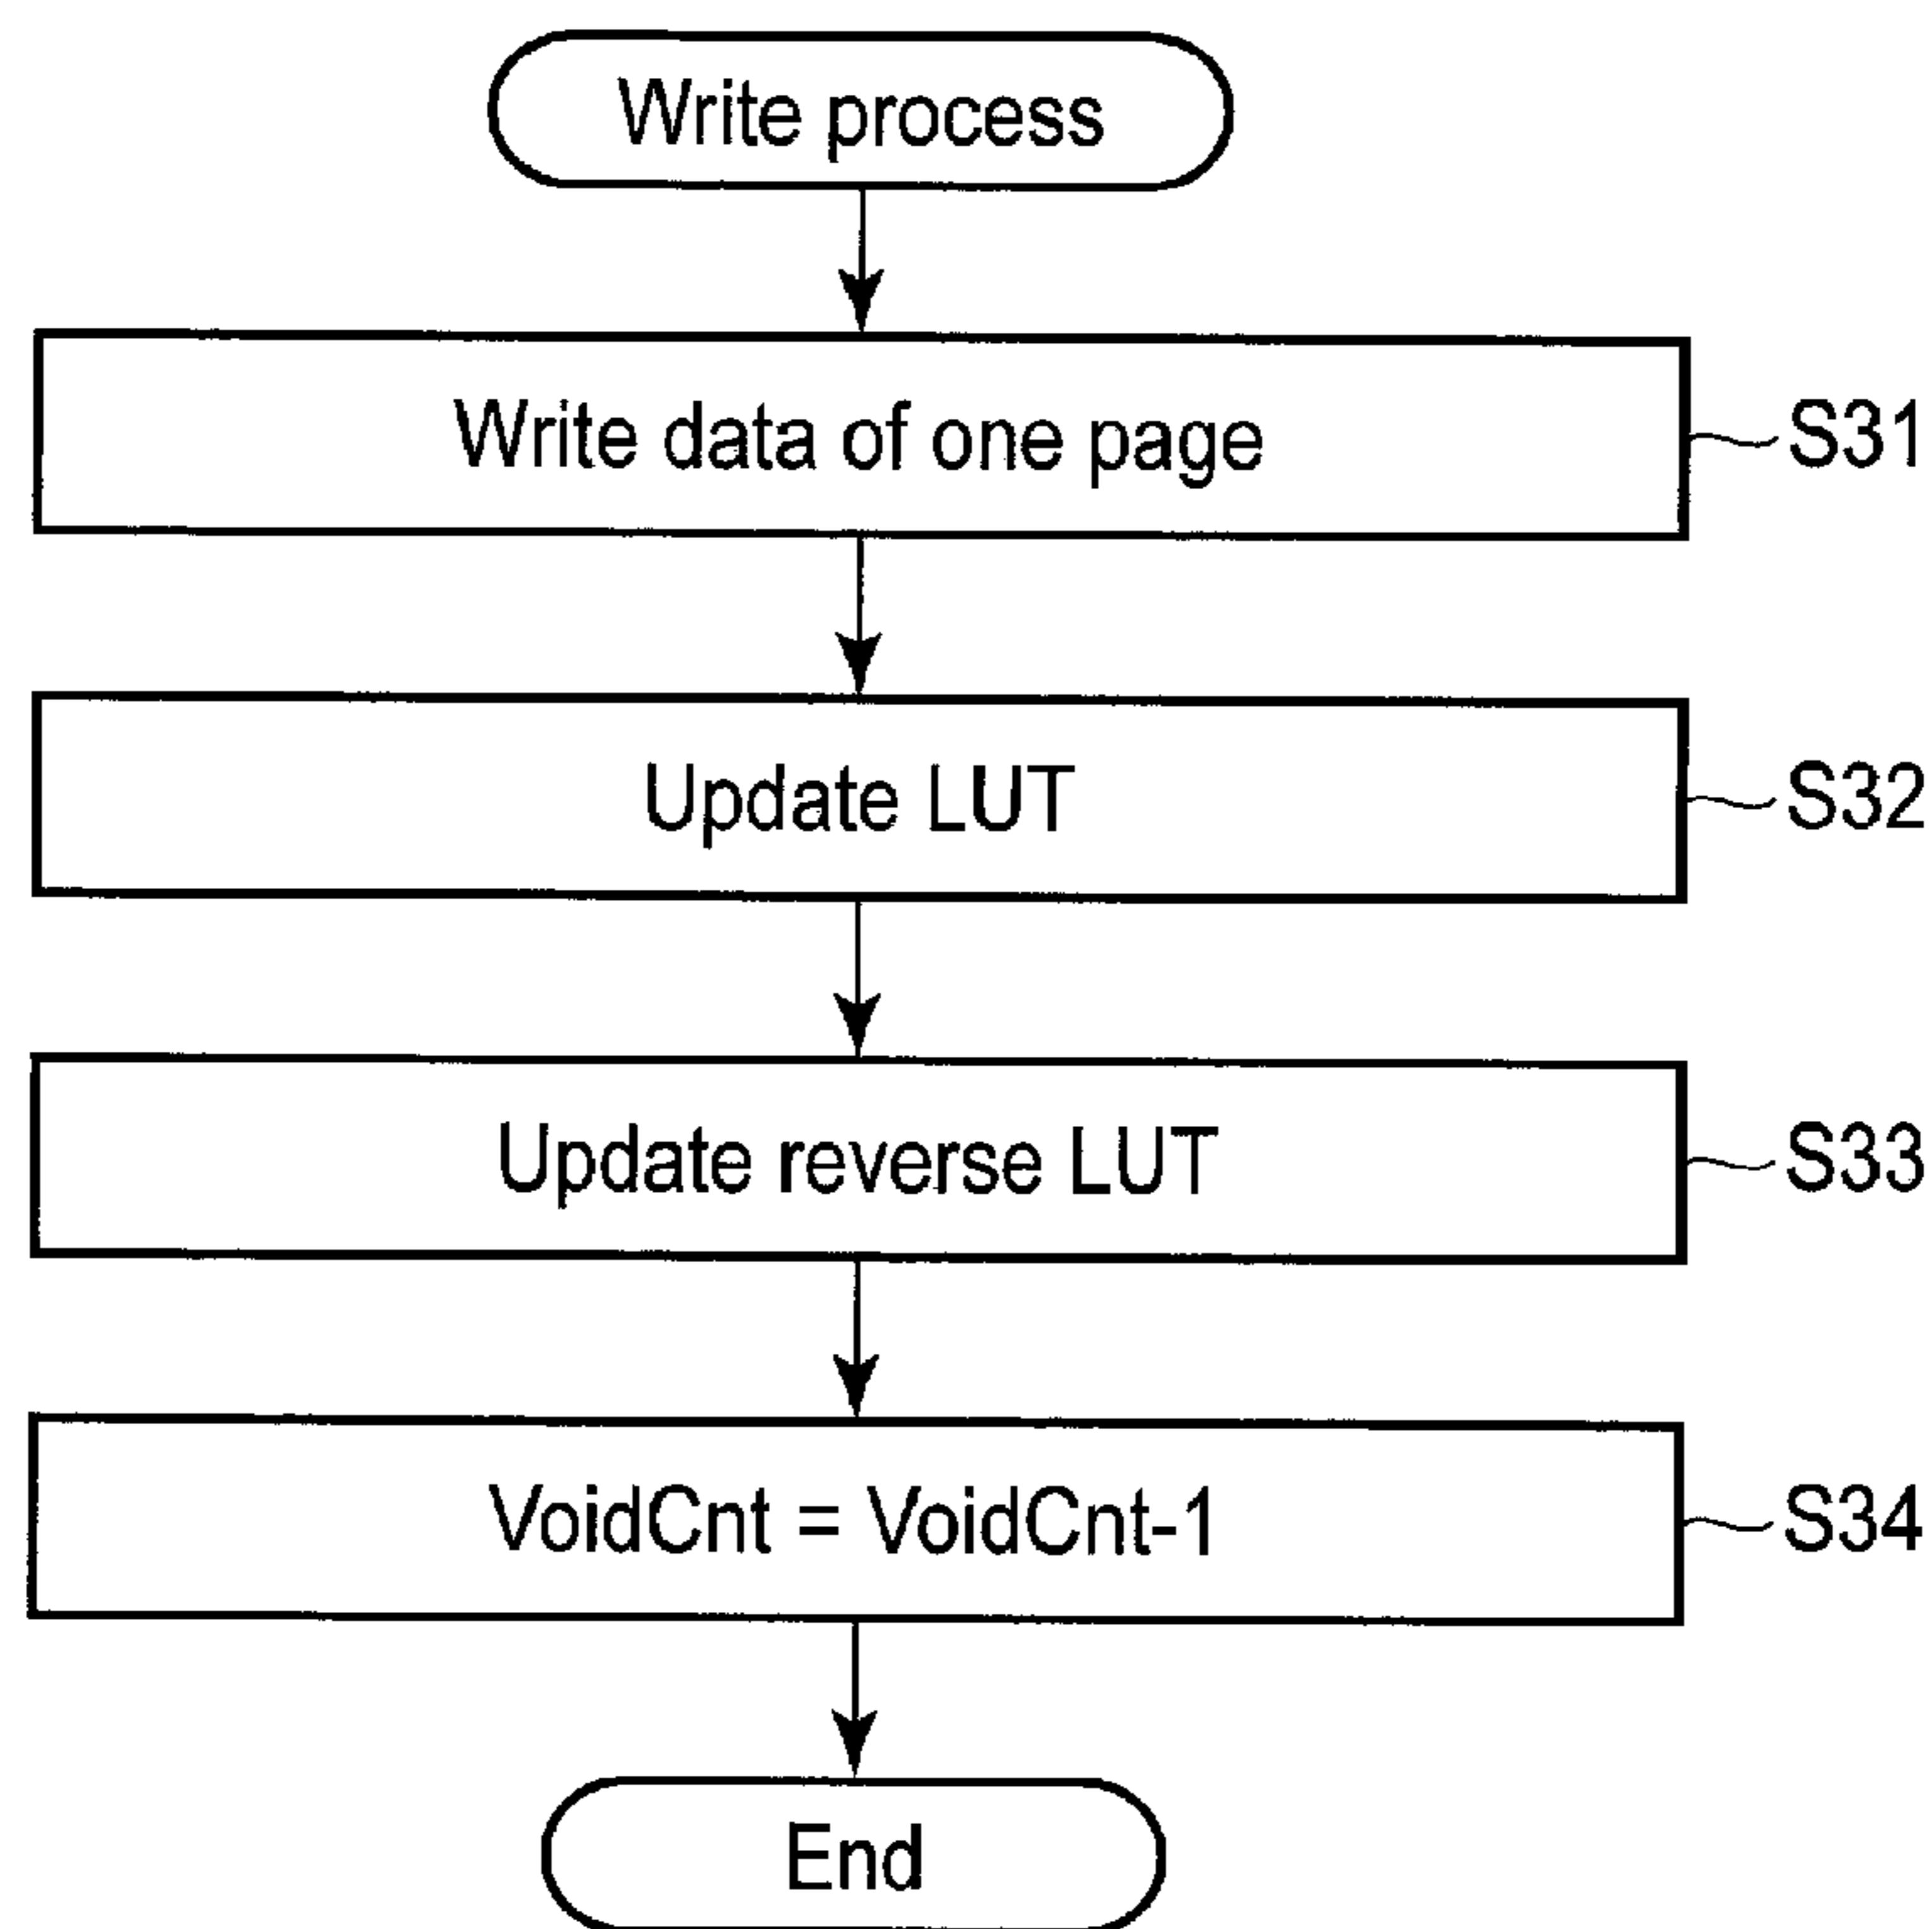 Write process
Write data of one page
S31
Update LUT
S32
Update reverse LUT
S33
VoidCnt = VoidCnt-1
S34
End